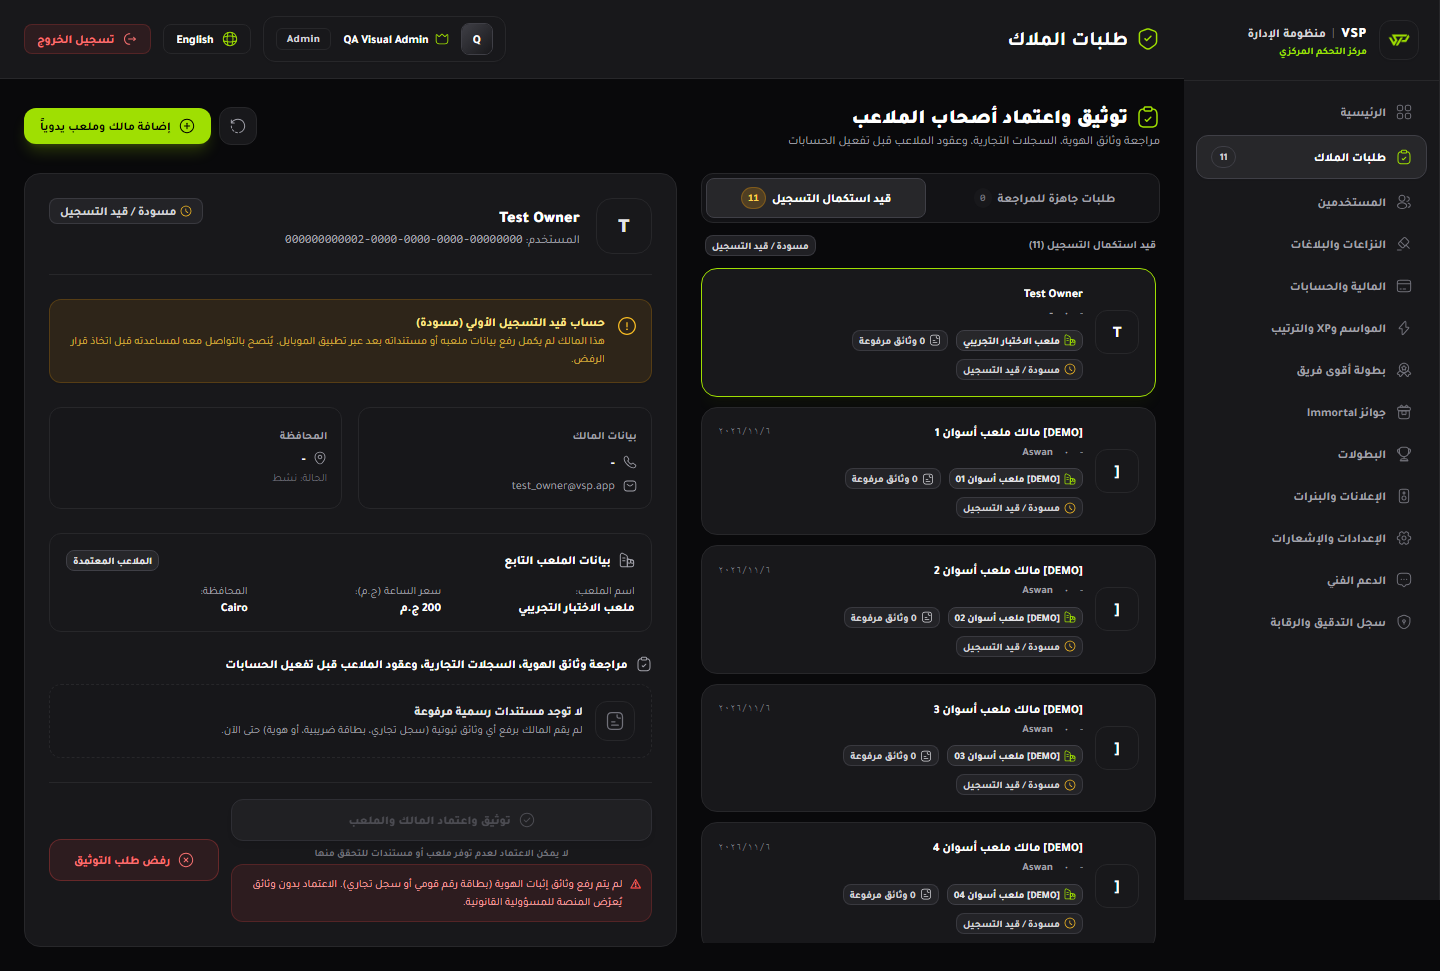 VSP | منظومة الإدارة
مركز التحكم المركزي
طلبات الملاك
Q
QA Visual Admin
Admin
English
تسجيل الخروج
الرئيسية
طلبات الملاك
11
المستخدمين
النزاعات والبلاغات
المالية والحسابات
المواسم وXP والترتيب
بطولة أقوى فريق
جوائز Immortal
البطولات
الإعلانات والبنرات
الإعدادات والإشعارات
الدعم الفني
سجل التدقيق والرقابة
توثيق واعتماد أصحاب الملاعب
مراجعة وثائق الهوية، السجلات التجارية، وعقود الملاعب قبل تفعيل الحسابات
إضافة مالك وملعب يدوياً
طلبات جاهزة للمراجعة 0
قيد استكمال التسجيل 11
قيد استكمال التسجيل (11)
مسودة / قيد التسجيل
T
Test Owner
- · -
ملعب الاختبار التجريبي
0 وثائق مرفوعة
مسودة / قيد التسجيل
[
[DEMO] مالك ملعب أسوان 1
٢٠٢٦/١١/٦
- · Aswan
[DEMO] ملعب أسوان 01
0 وثائق مرفوعة
مسودة / قيد التسجيل
[
[DEMO] مالك ملعب أسوان 2
٢٠٢٦/١١/٦
- · Aswan
[DEMO] ملعب أسوان 02
0 وثائق مرفوعة
مسودة / قيد التسجيل
[
[DEMO] مالك ملعب أسوان 3
٢٠٢٦/١١/٦
- · Aswan
[DEMO] ملعب أسوان 03
0 وثائق مرفوعة
مسودة / قيد التسجيل
[
[DEMO] مالك ملعب أسوان 4
٢٠٢٦/١١/٦
- · Aswan
[DEMO] ملعب أسوان 04
0 وثائق مرفوعة
مسودة / قيد التسجيل
T
Test Owner
المستخدم: 00000000-0000-0000-0000-000000000002
مسودة / قيد التسجيل
حساب قيد التسجيل الأولي (مسودة)
هذا المالك لم يكمل رفع بيانات ملعبه أو مستنداته بعد عبر تطبيق الموبايل. يُنصح بالتواصل معه لمساعدته قبل اتخاذ قرار
الرفض.
بيانات المالك
-
test_owner@vsp.app
المحافظة
-
الحالة: نشط
بيانات الملعب التابع
الملاعب المعتمدة
اسم الملعب:
ملعب الاختبار التجريبي
سعر الساعة (ج.م):
200 ج.م
المحافظة:
Cairo
مراجعة وثائق الهوية، السجلات التجارية، وعقود الملاعب قبل تفعيل الحسابات
لا توجد مستندات رسمية مرفوعة
لم يقم المالك برفع أي وثائق ثبوتية (سجل تجاري، بطاقة ضريبية، أو هوية) حتى الآن.
توثيق واعتماد المالك والملعب
لا يمكن الاعتماد لعدم توفر ملعب أو مستندات للتحقق منها
لم يتم رفع وثائق إثبات الهوية (بطاقة رقم قومي أو سجل تجاري). الاعتماد بدون وثائق
يُعرّض المنصة للمسؤولية القانونية.
رفض طلب التوثيق